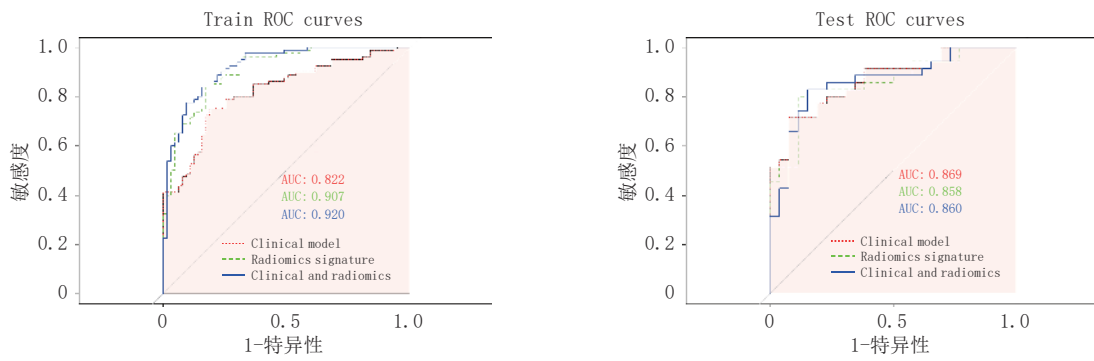 Train ROC curves
1.0
0.8
0.6
0.4
0.2
0
敏感度
AUC: 0.822
AUC: 0.907
AUC: 0.920
Clinical model
Radiomics signature
Clinical and radiomics
0 0.5 1.0
1-特异性
Test ROC curves
1.0
0.8
0.6
0.4
0.2
0
敏感度
AUC: 0.869
AUC: 0.858
AUC: 0.860
Clinical model
Radiomics signature
Clinical and radiomics
0 0.5 1.0
1-特异性